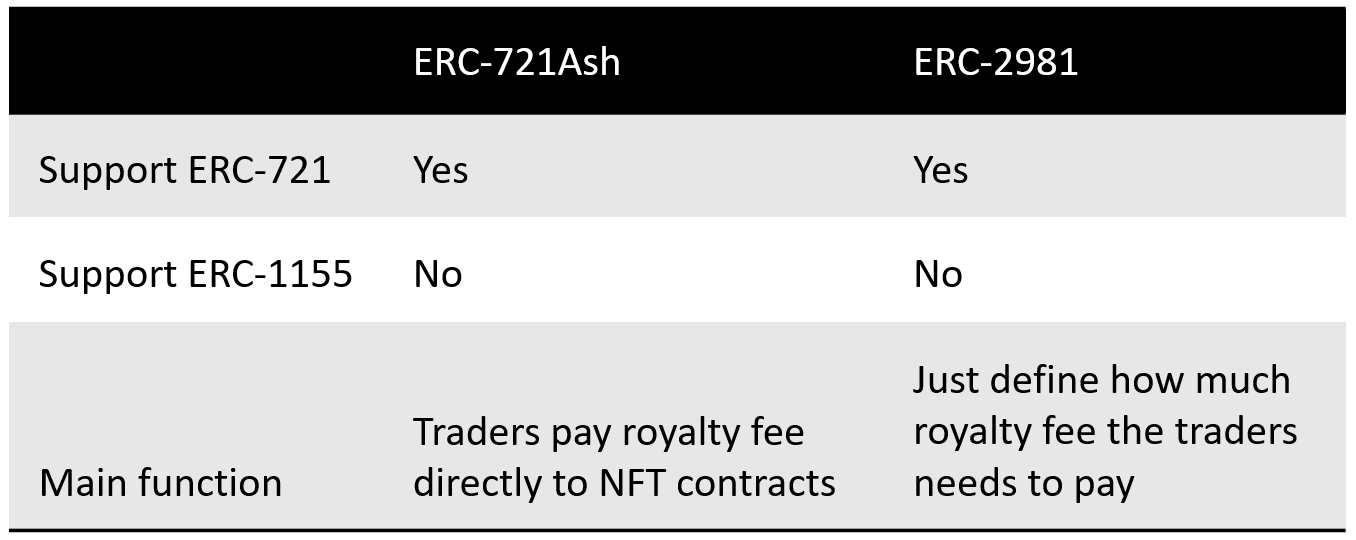 ERC-721Ash ERC-2981
Support ERC-721 Yes Yes
Support ERC-1155 No No
Main function
Traders pay royalty fee
directly to NFT contracts
Just define how much
royalty fee the traders
needs to pay